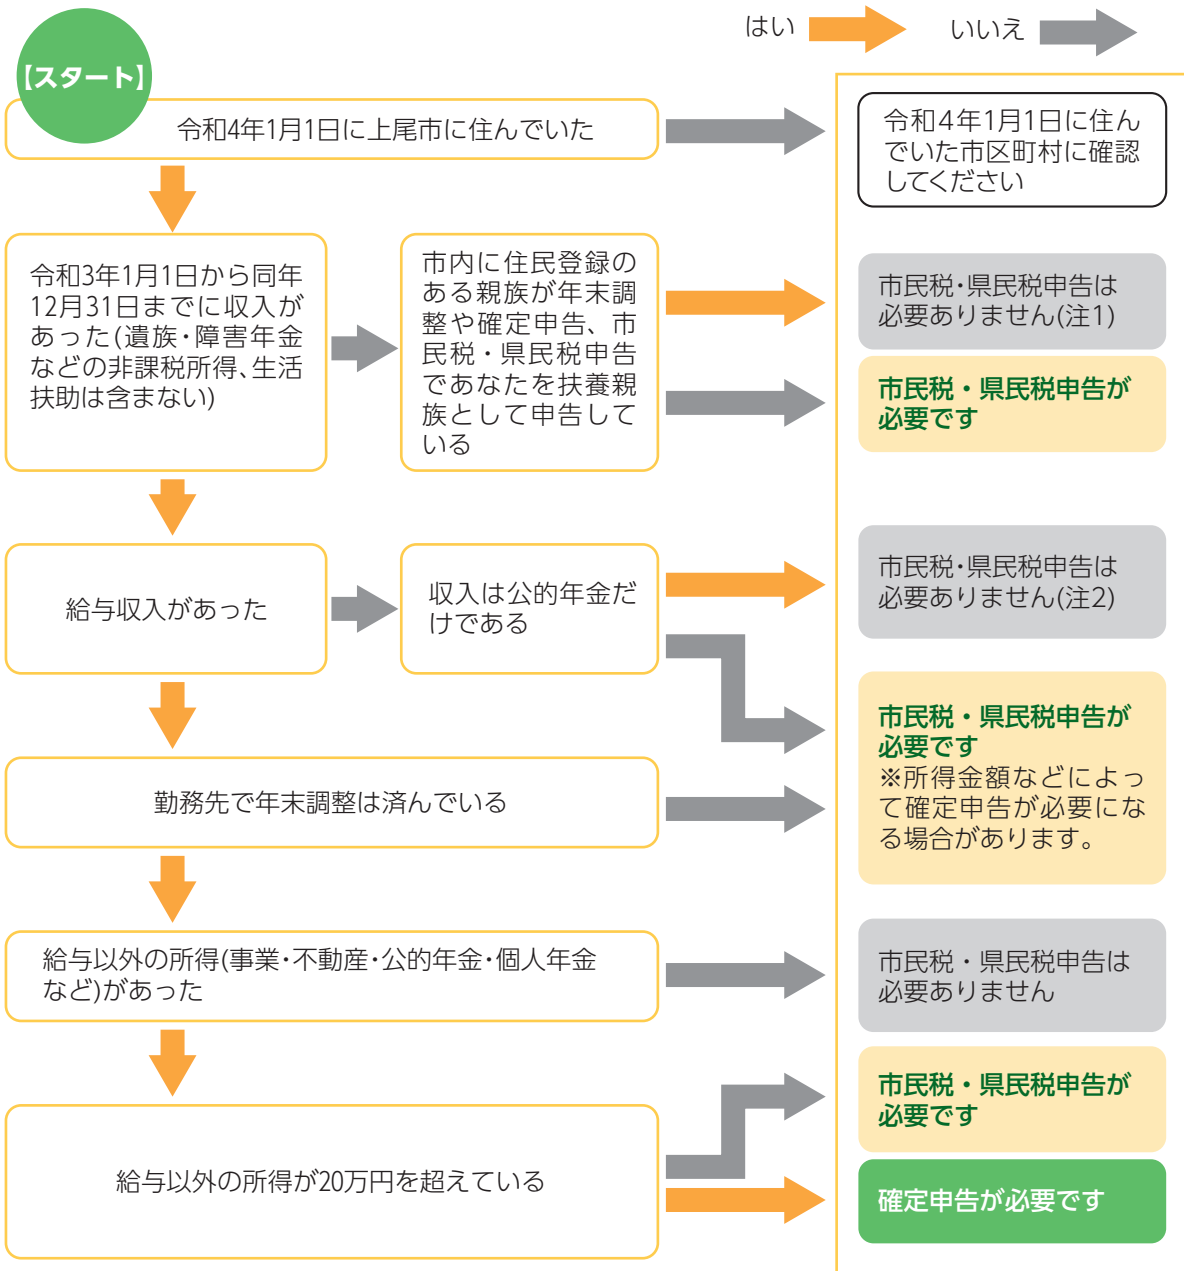 はい
いいえ
【スタート】
令和4年1月1日に上尾市に住んでいた
令和4年1月1日に住ん
でいた市区町村に確認
してください
令和3年1月1日から同年
12月31日までに収入が
あった(遺族・障害年金
などの非課税所得、生活
扶助は含まない)
市内に住民登録の
ある親族が年末調
整や確定申告、市
民税・県民税申告
であなたを扶養親
族として申告して
いる
市民税・県民税申告は
必要ありません(注1)
市民税・県民税申告が
必要です
給与収入があった
収入は公的年金だ
けである
市民税・県民税申告は
必要ありません(注2)
市民税・県民税申告が
必要です
※所得金額などによっ
て確定申告が必要にな
る場合があります。
勤務先で年末調整は済んでいる
給与以外の所得(事業・不動産・公的年金・個人年金
など)があった
市民税・県民税申告は
必要ありません
市民税・県民税申告が
必要です
給与以外の所得が20万円を超えている
確定申告が必要です